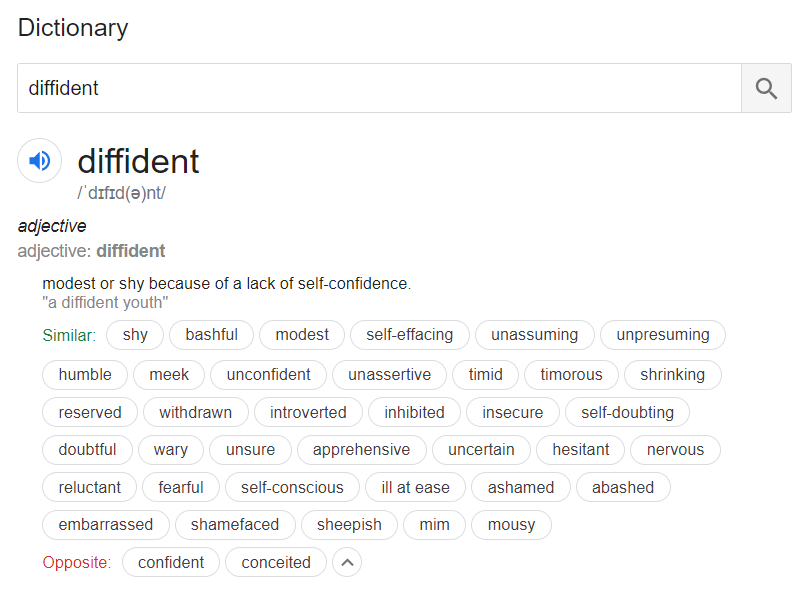 Dictionary
diffident
diffident
/ˈdɪfɪd(ə)nt/
adjective
adjective: diffident
modest or shy because of a lack of self-confidence.
"a diffident youth"
Similar: shy bashful modest self-effacing unassuming unpresuming
humble meek unconfident unassertive timid timorous shrinking
reserved withdrawn introverted inhibited insecure self-doubting
doubtful wary unsure apprehensive uncertain hesitant nervous
reluctant fearful self-conscious ill at ease ashamed abashed
embarrassed shamefaced sheepish mim mousy
Opposite: confident conceited